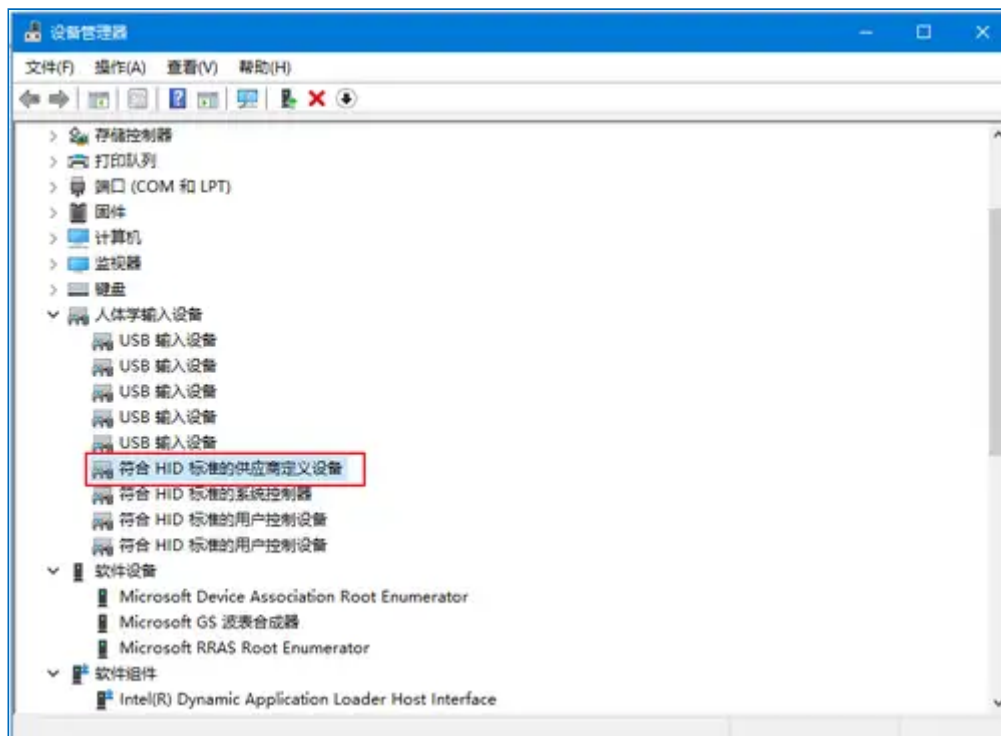 设备管理器
文件(F) 操作(A) 查看(V) 帮助(H)
存储控制器
打印队列
端口 (COM 和 LPT)
固件
计算机
监视器
键盘
人体学输入设备
USB 输入设备
USB 输入设备
USB 输入设备
USB 输入设备
USB 输入设备
符合 HID 标准的供应商定义设备
符合 HID 标准的系统控制器
符合 HID 标准的用户控制设备
符合 HID 标准的用户控制设备
软件设备
Microsoft Device Association Root Enumerator
Microsoft GS 波表合成器
Microsoft RRAS Root Enumerator
软件组件
Intel(R) Dynamic Application Loader Host Interface